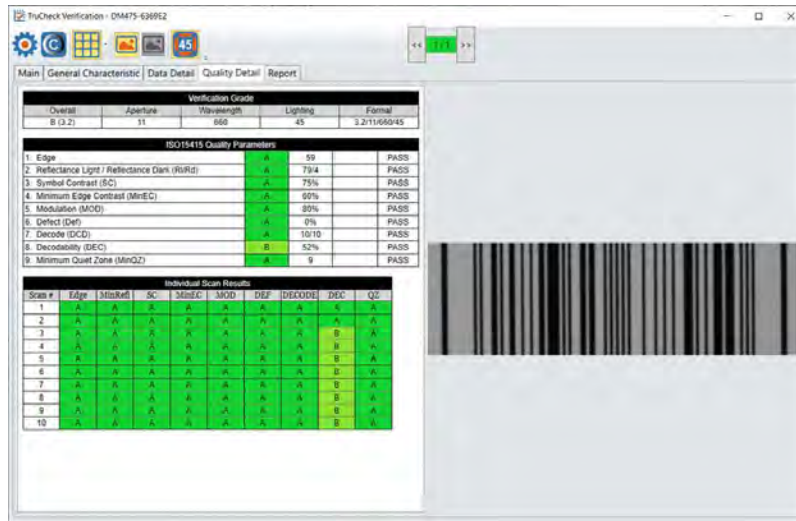 TruCheck Verification - DM475-6369E2
45
<< 1/1 >>
Main General Characteristic Data Detail Quality Detail Report
Verification Grade
Overall Aperture Wavelength Lighting Formal
B (3.2) 11 660 45 3.2/11/660/45
ISO15415 Quality Parameters
1. Edge A 59 PASS
2. Reflectance Light / Reflectance Dark (Rl/Rd) A 79/4 PASS
3. Symbol Contrast (SC) A 75% PASS
4. Minimum Edge Contrast (MinEC) A 60% PASS
5. Modulation (MOD) A 80% PASS
6. Defect (Def) A 0% PASS
7. Decode (DCD) A 10/10 PASS
8. Decodability (DEC) B 52% PASS
9. Minimum Quiet Zone (MinQZ) A 9 PASS
Individual Scan Results
Scan # Edge MinRefl SC MinEC MOD DEF DECODE DEC QZ
1 A A A A A A A A A
2 A A A A A A A A A
3 A A A A A A A B A
4 A A A A A A A B A
5 A A A A A A A B A
6 A A A A A A A B A
7 A A A A A A A B A
8 A A A A A A A B A
9 A A A A A A A B A
10 A A A A A A A B A